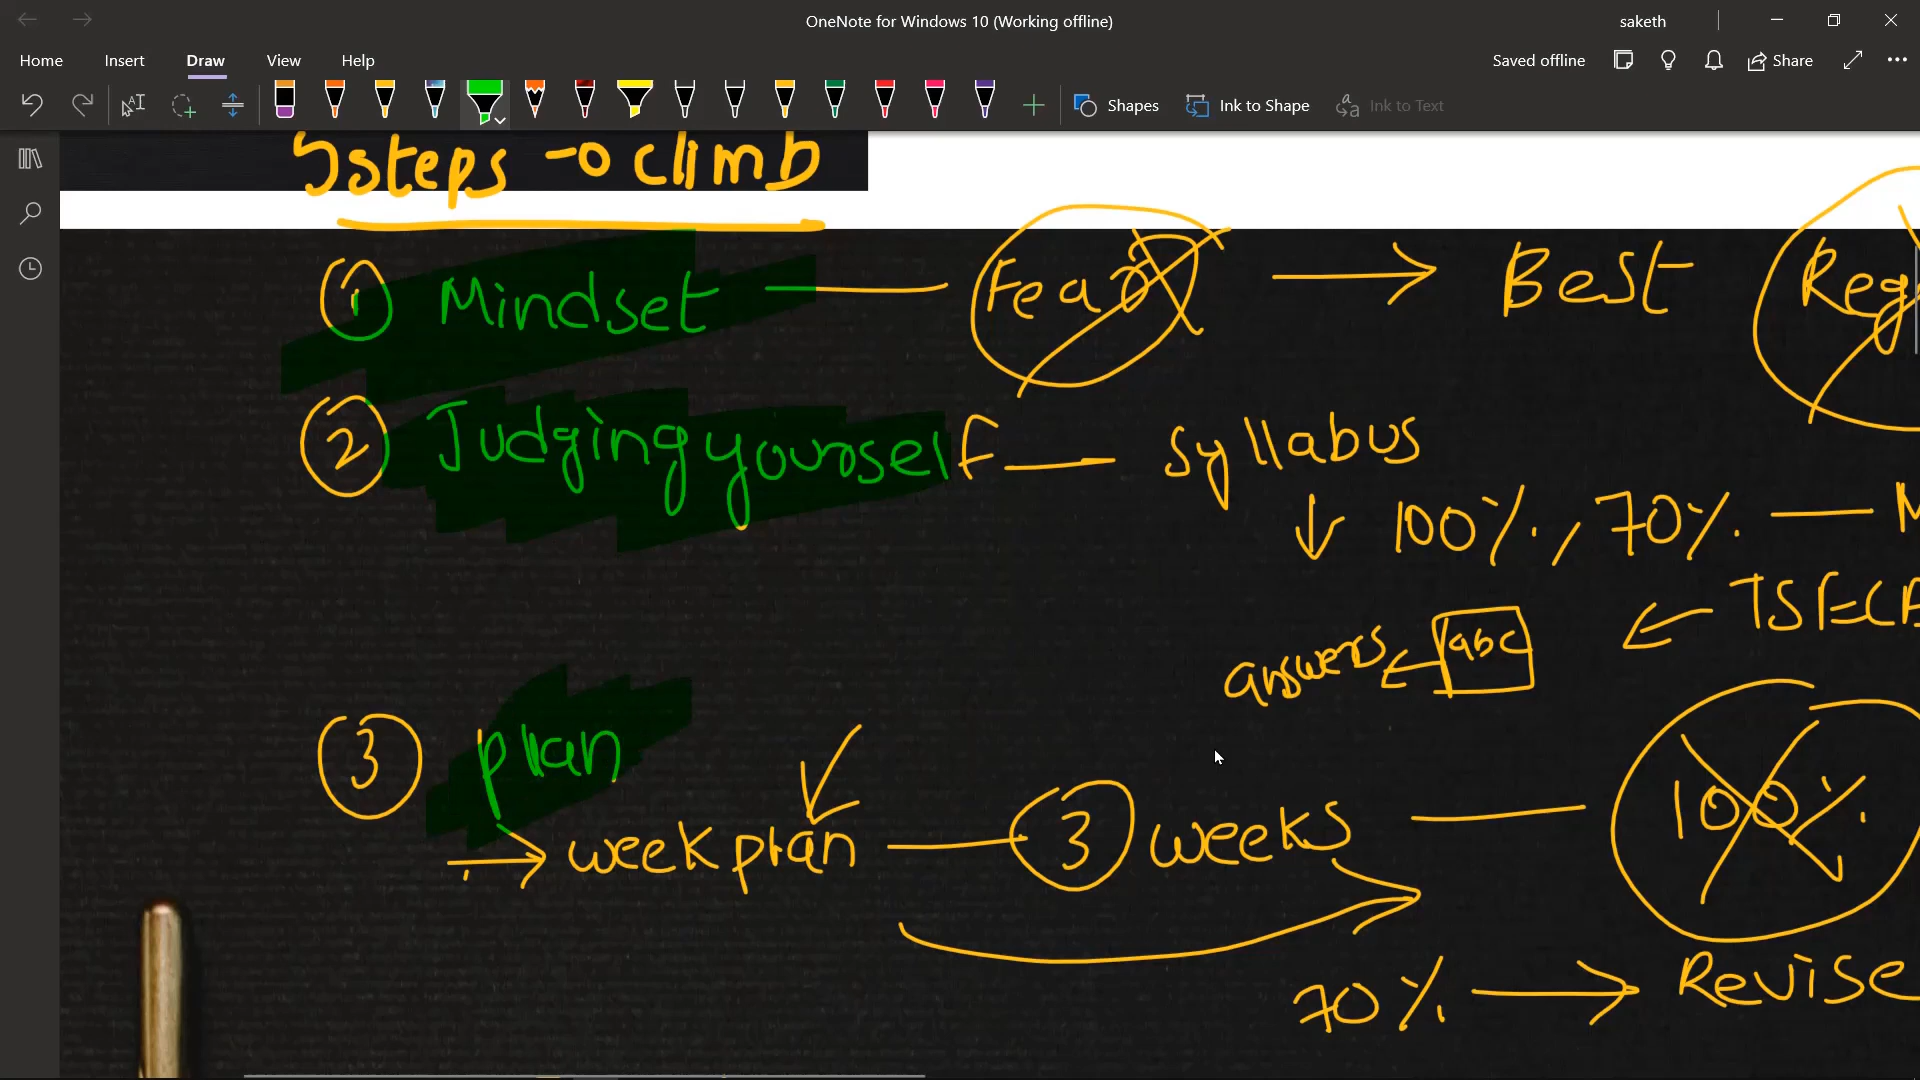 OneNote for Windows 10 (Working offline)
saketh
Home Insert Draw View Help
Saved offline
Share
Shapes
Ink to Shape
Ink to Text
5 steps → climb
① Mindset — Fear → Best
② Judging yourself — syllabus
↓ 100%, 70% —
answers ← abc
③ plan
→ week plan — 3 weeks — 100%
70% → Revise